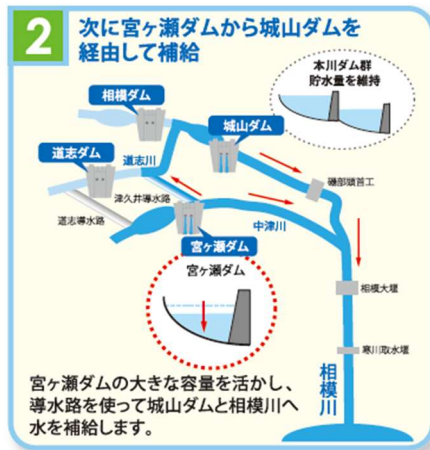 2
次に宮ヶ瀬ダムから城山ダムを
経由して補給
本川ダム群
貯水量を維持
相模ダム
城山ダム
道志ダム
道志川
津久井導水路
道志導水路
磯部頭首工
中津川
宮ヶ瀬ダム
宮ヶ瀬ダム
相模大堰
寒川取水堰
相模川
宮ヶ瀬ダムの大きな容量を活かし、
導水路を使って城山ダムと相模川へ
水を補給します。